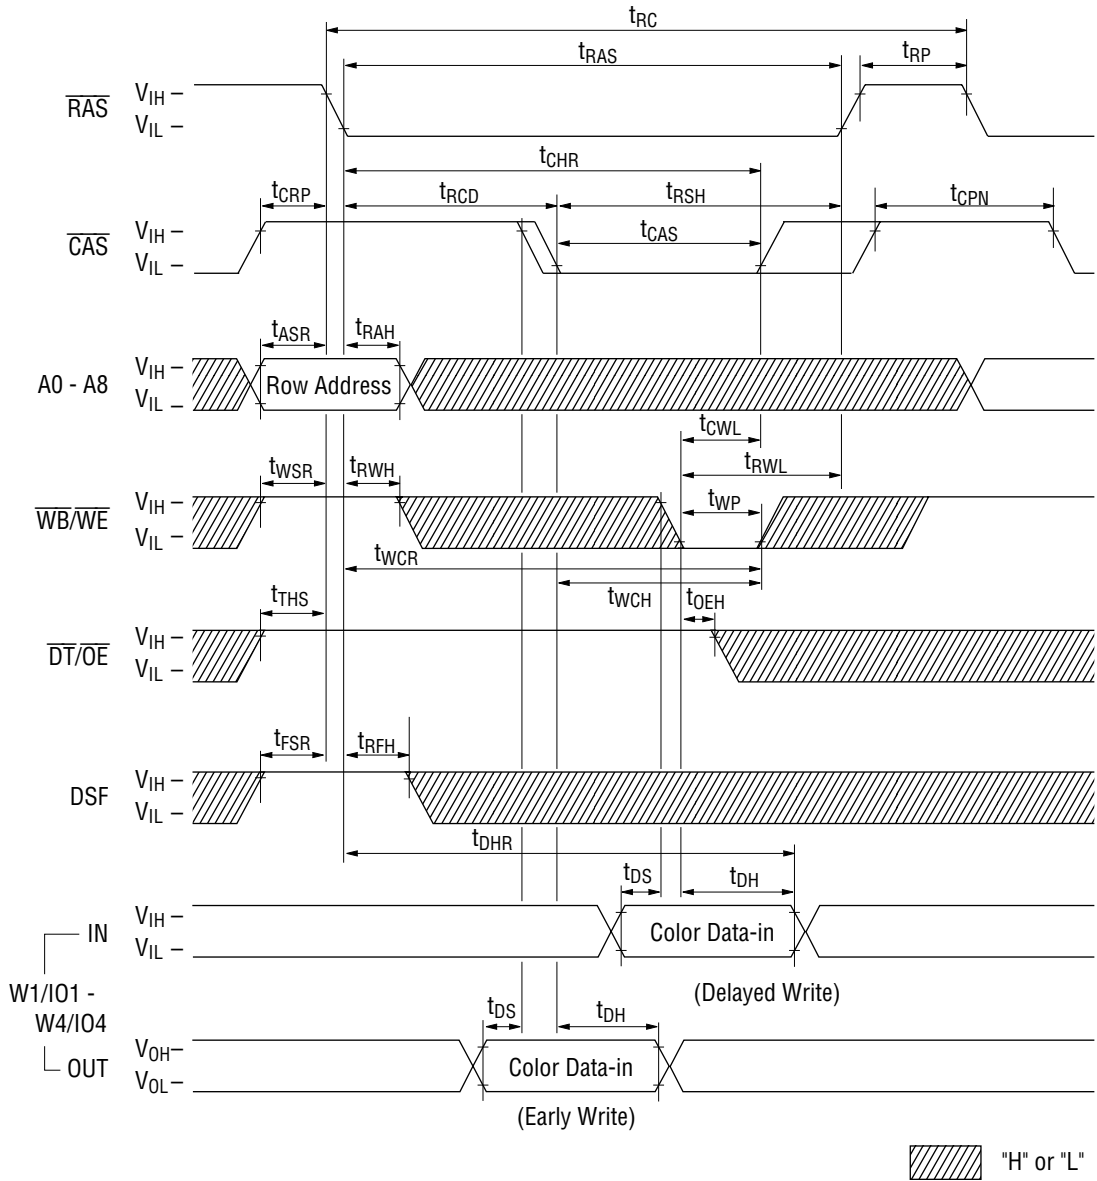 tRC
tRAS
tRP
RAS
VIH –
VIL –
tCHR
tCRP
tRCD
tRSH
tCPN
CAS
VIH –
VIL –
tCAS
tASR
tRAH
A0 - A8
VIH –
VIL –
Row Address
tCWL
tWSR
tRWH
tRWL
WB/WE
VIH –
VIL –
tWP
tWCR
tWCH
tTHS
tOEH
DT/OE
VIH –
VIL –
tFSR
tRFH
DSF
VIH –
VIL –
tDHR
tDS
tDH
IN
VIH –
VIL –
Color Data-in
(Delayed Write)
W1/IO1 -
W4/IO4
tDS
tDH
OUT
VOH –
VOL –
Color Data-in
(Early Write)
"H" or "L"